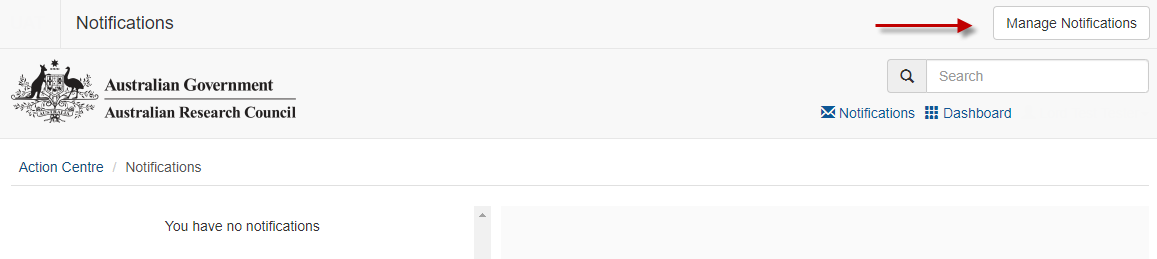 Notifications
Manage Notifications
Australian Government
Australian Research Council
Search
Notifications Dashboard
Action Centre / Notifications
You have no notifications